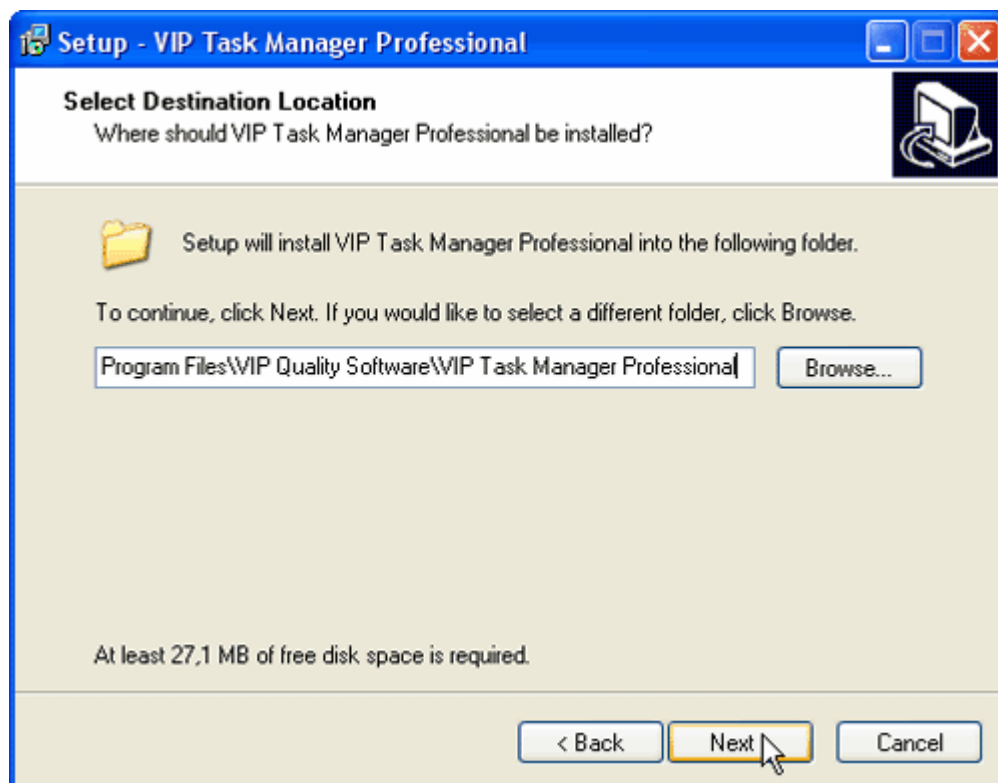 Setup - VIP Task Manager Professional
Select Destination Location
Where should VIP Task Manager Professional be installed?
Setup will install VIP Task Manager Professional into the following folder.
To continue, click Next. If you would like to select a different folder, click Browse.
Program Files\VIP Quality Software\VIP Task Manager Professional
Browse...
At least 27,1 MB of free disk space is required.
< Back
Next
Cancel